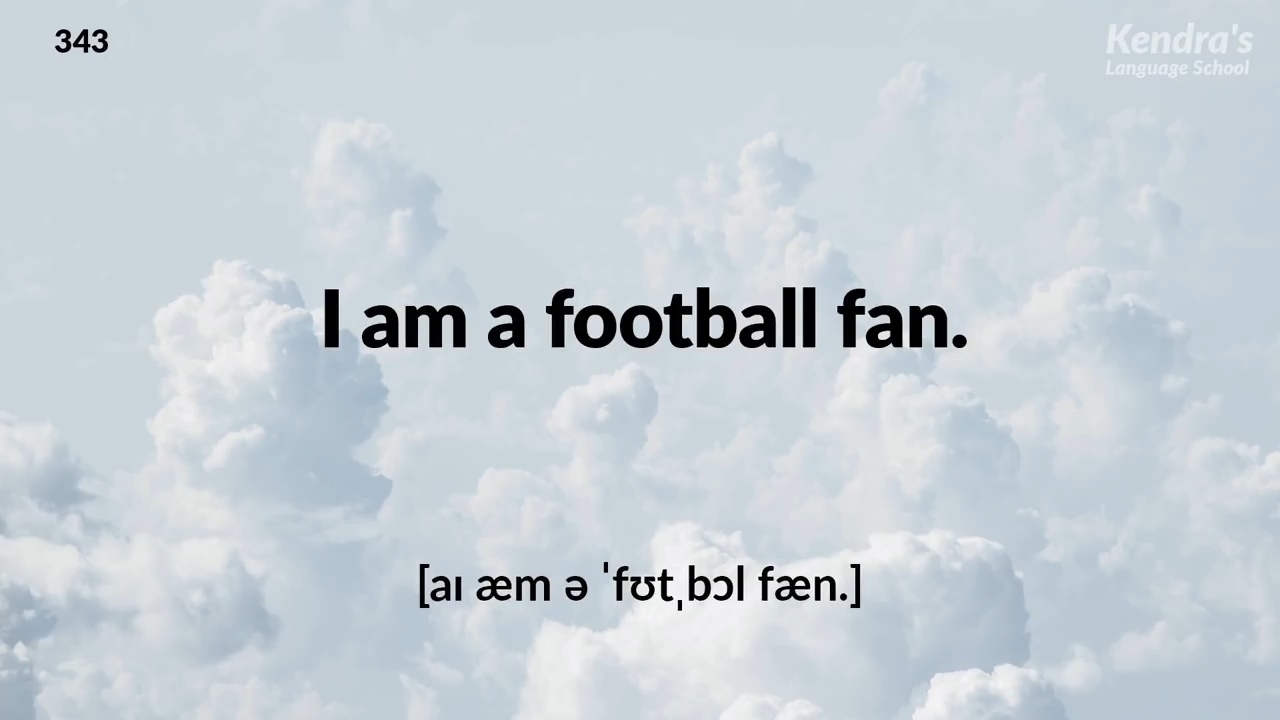 343
Kendra's
Language School
I am a football fan.
[aɪ æm ə ˈfʊtˌbɔl fæn.]